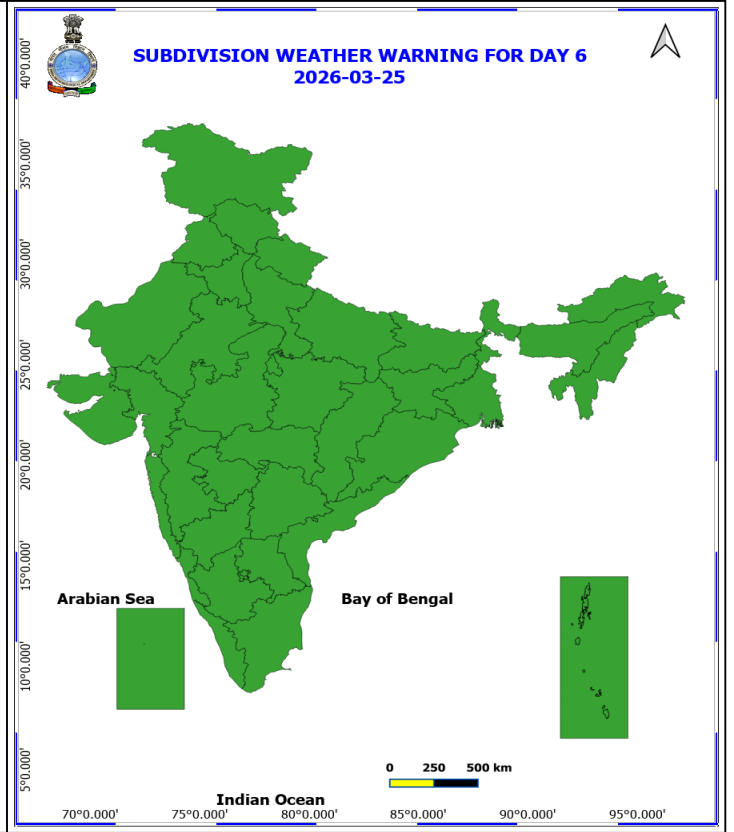 SUBDIVISION WEATHER WARNING FOR DAY 6
2026-03-25
40°0.000'
35°0.000'
30°0.000'
25°0.000'
20°0.000'
15°0.000'
10°0.000'
5°0.000'
Arabian Sea
Bay of Bengal
0 250 500 km
Indian Ocean
70°0.000' 75°0.000' 80°0.000' 85°0.000' 90°0.000' 95°0.000'